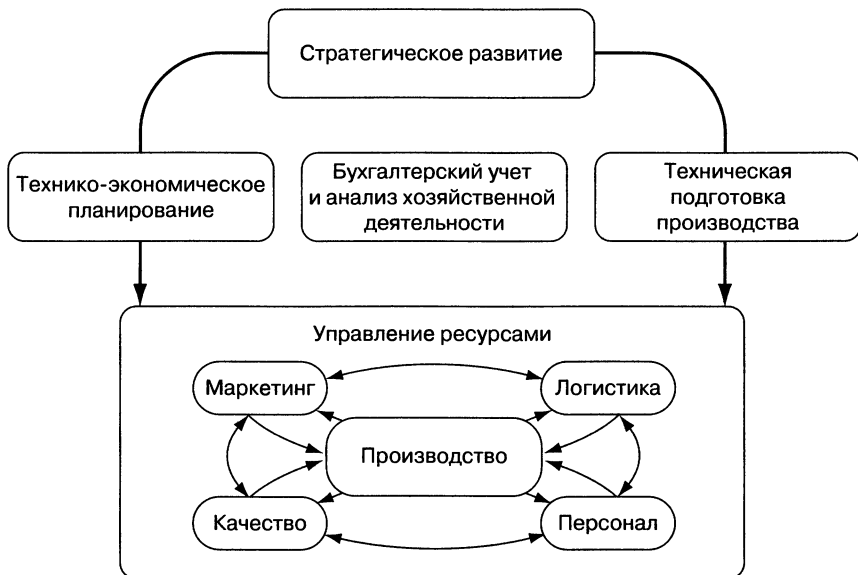 Стратегическое развитие
Технико-экономическое
планирование
Бухгалтерский учет
и анализ хозяйственной
деятельности
Техническая
подготовка
производства
Управление ресурсами
Маркетинг
Логистика
Производство
Качество
Персонал